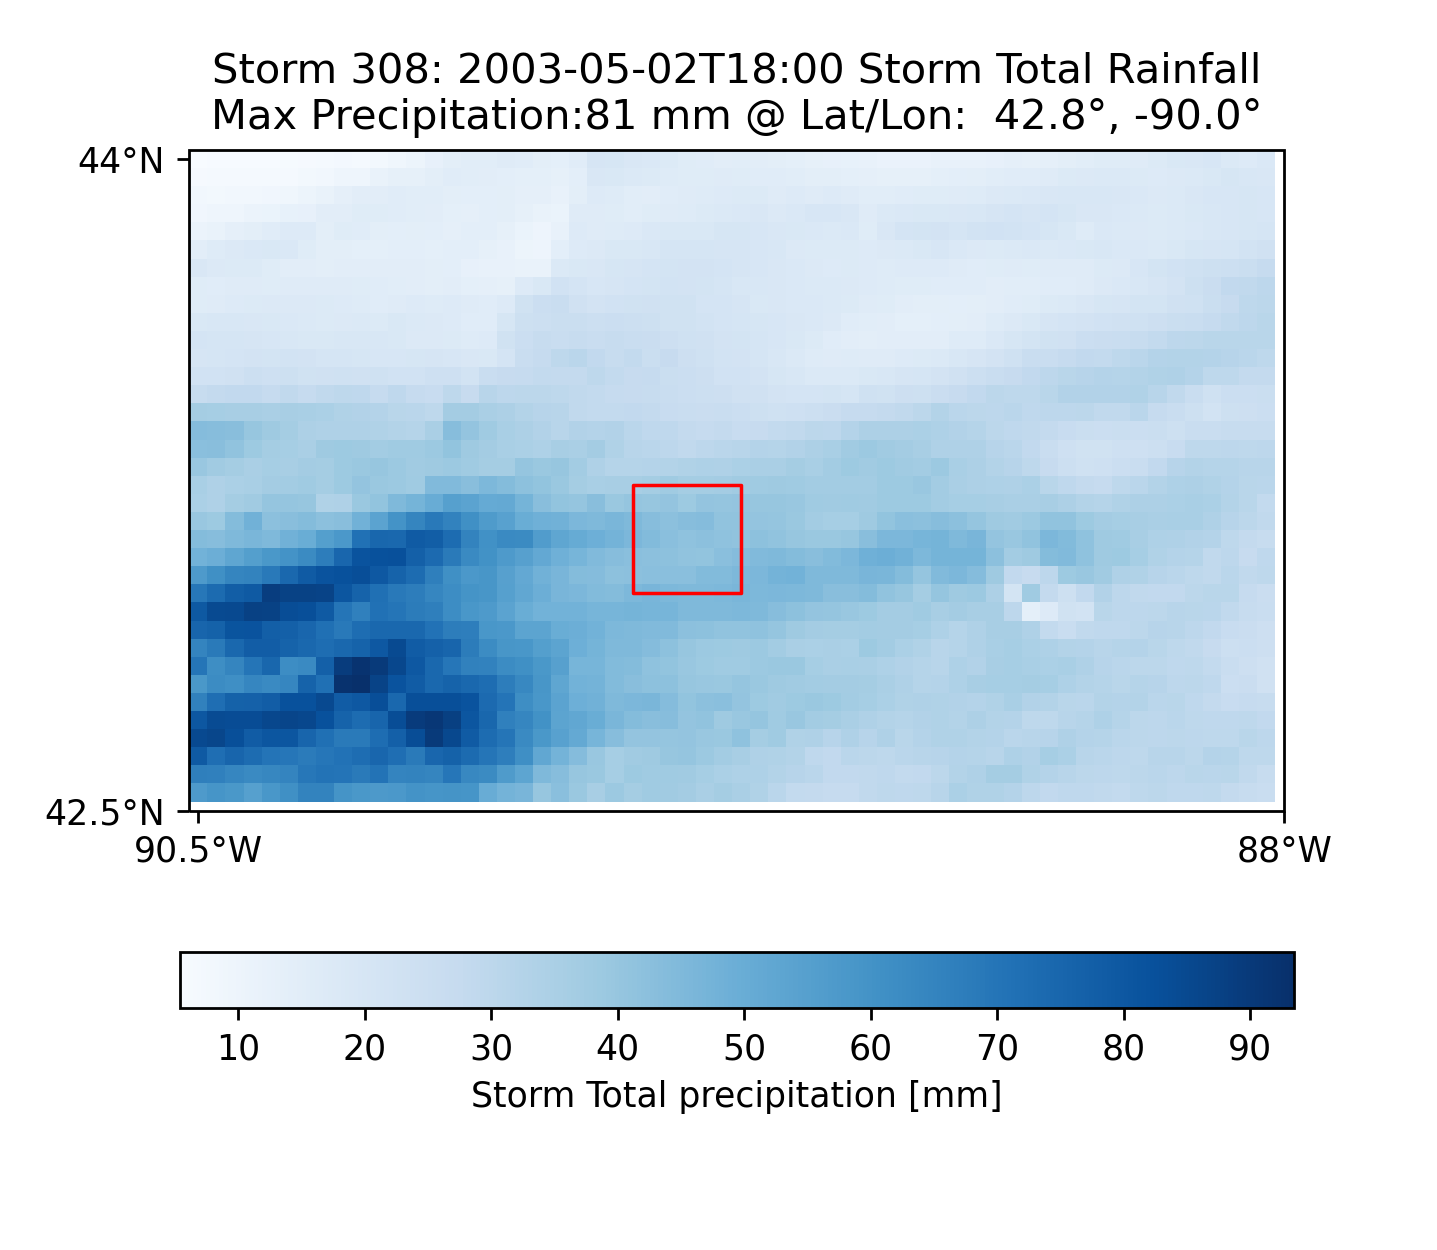 Storm 308: 2003-05-02T18:00 Storm Total Rainfall
Max Precipitation:81 mm @ Lat/Lon:  42.8°, -90.0°
44°N
42.5°N
90.5°W 88°W
10 20 30 40 50 60 70 80 90
Storm Total precipitation [mm]